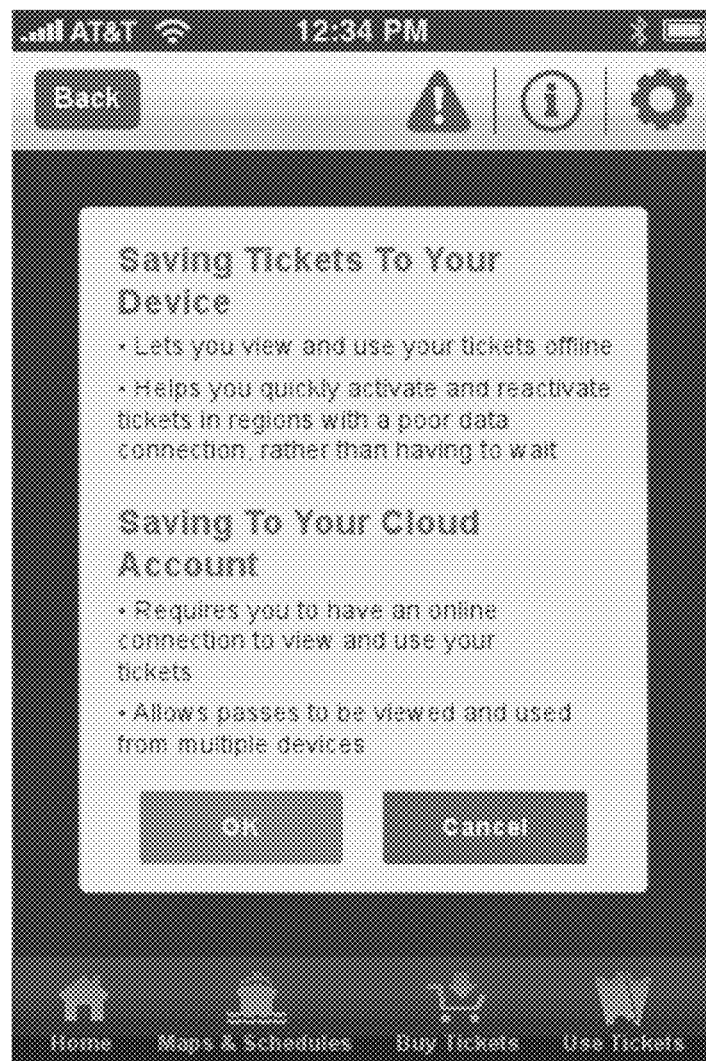 AT&T 12:34 PM
Back
Saving Tickets To Your
Device
• Lets you view and use your tickets offline
• Helps you quickly activate and reactivate
tickets in regions with a poor data
connection, rather than having to wait
Saving To Your Cloud
Account
• Requires you to have an online
connection to view and use your
tickets
• Allows passes to be viewed and used
from multiple devices
OK Cancel
Home Maps & Schedules Buy Tickets Use Tickets